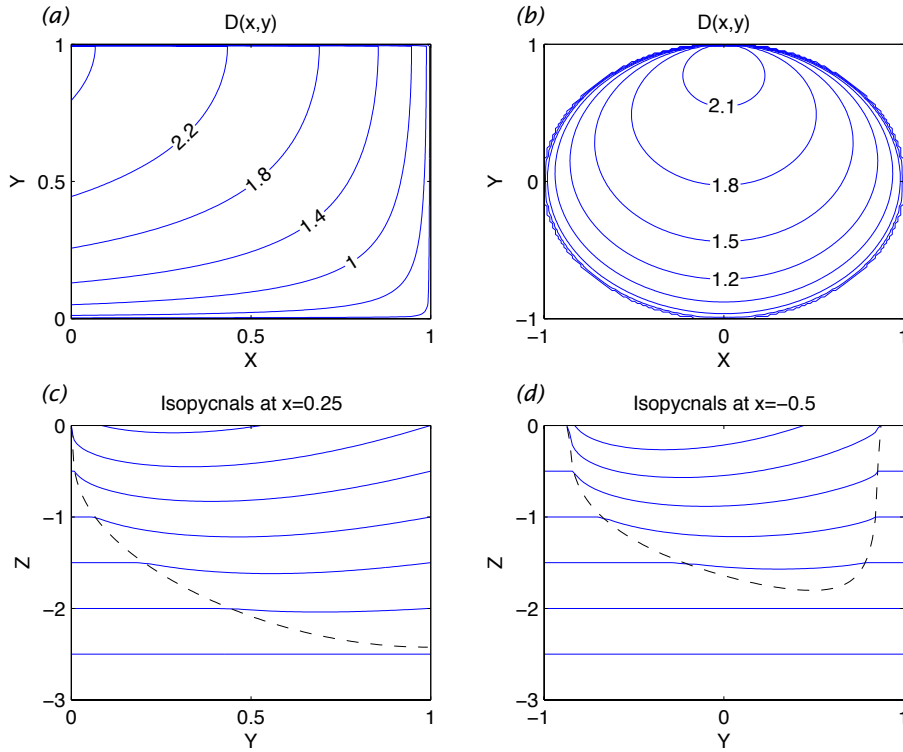 (a) D(x,y)
1
0.5
0
Y
2.2
1.8
1.4
1
0 0.5 1
X
(b) D(x,y)
1
0
−1
Y
2.1
1.8
1.5
1.2
−1 0 1
X
(c) Isopycnals at x=0.25
0
−1
−2
−3
Z
0 0.5 1
Y
(d) Isopycnals at x=−0.5
0
−1
−2
−3
Z
−1 0 1
Y